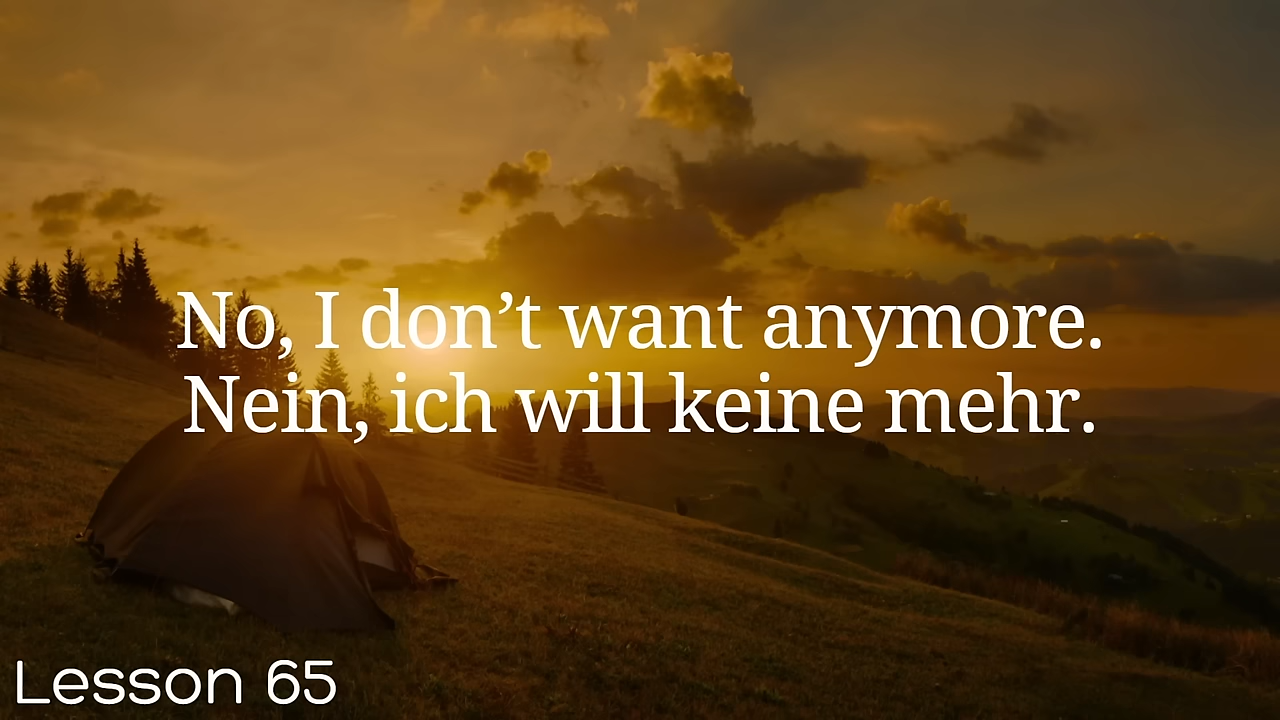 No, I don’t want anymore.
Nein, ich will keine mehr.
Lesson 65